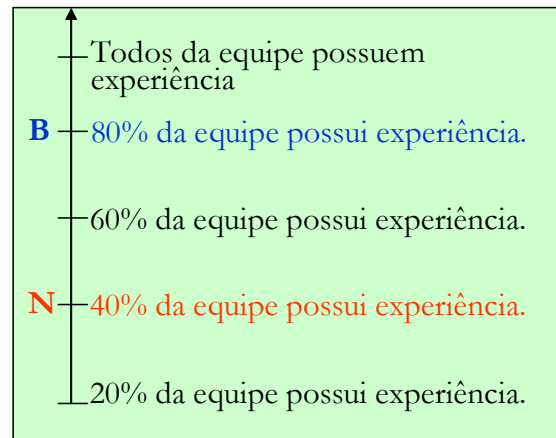 Todos da equipe possuem
experiência
B 80% da equipe possui experiência.
60% da equipe possui experiência.
N 40% da equipe possui experiência.
20% da equipe possui experiência.